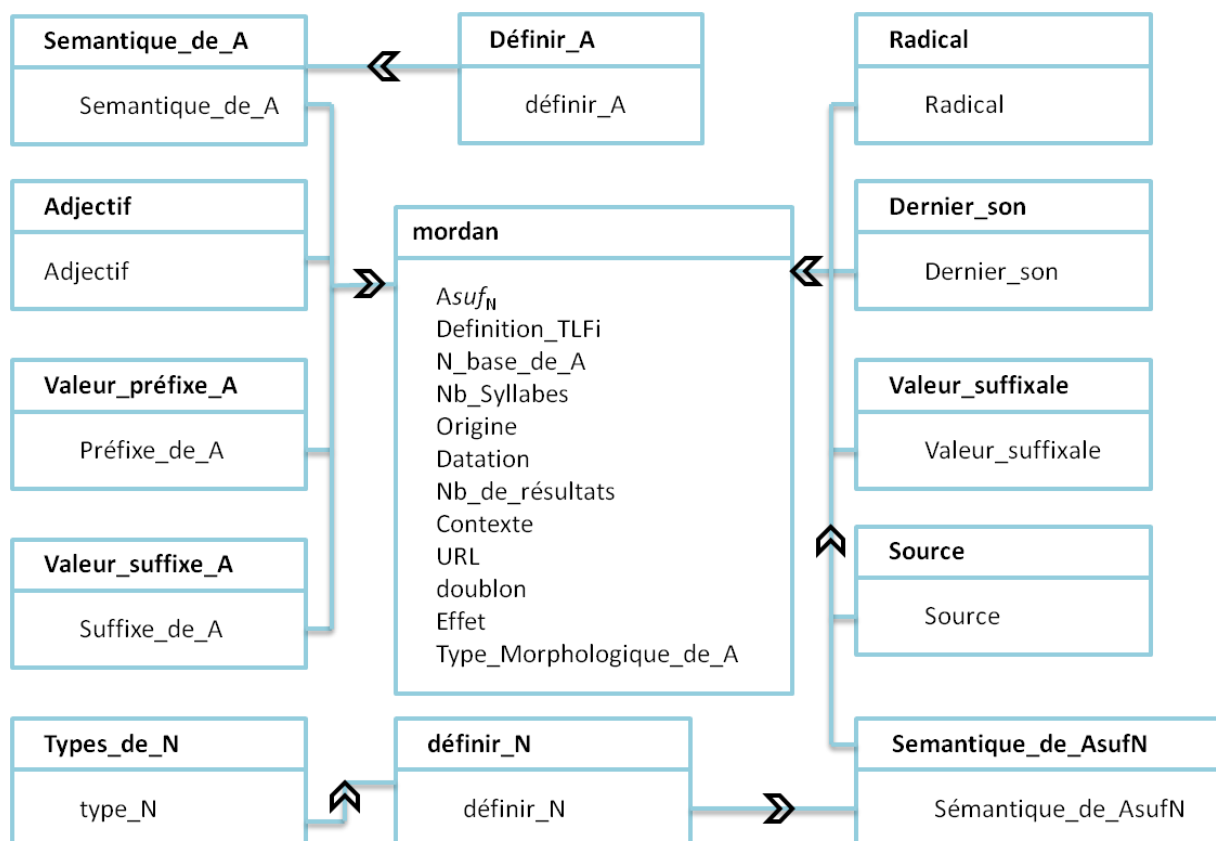 Semantique_de_A
Semantique_de_A
Définir_A
définir_A
Radical
Radical
Adjectif
Adjectif
mordan
Asuf_N
Definition_TLFi
N_base_de_A
Nb_Syllabes
Origine
Datation
Nb_de_résultats
Contexte
URL
doublon
Effet
Type_Morphologique_de_A
Dernier_son
Dernier_son
Valeur_préfixe_A
Préfixe_de_A
Valeur_suffixale
Valeur_suffixale
Valeur_suffixe_A
Suffixe_de_A
Source
Source
Types_de_N
type_N
définir_N
définir_N
Semantique_de_AsufN
Sémantique_de_AsufN